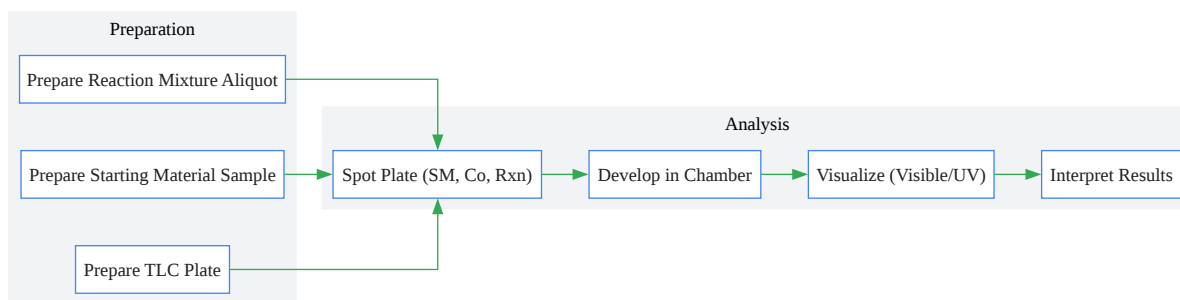 Preparation
Prepare Reaction Mixture Aliquot
Prepare Starting Material Sample
Prepare TLC Plate
Analysis
Spot Plate (SM, Co, Rxn)
Develop in Chamber
Visualize (Visible/UV)
Interpret Results